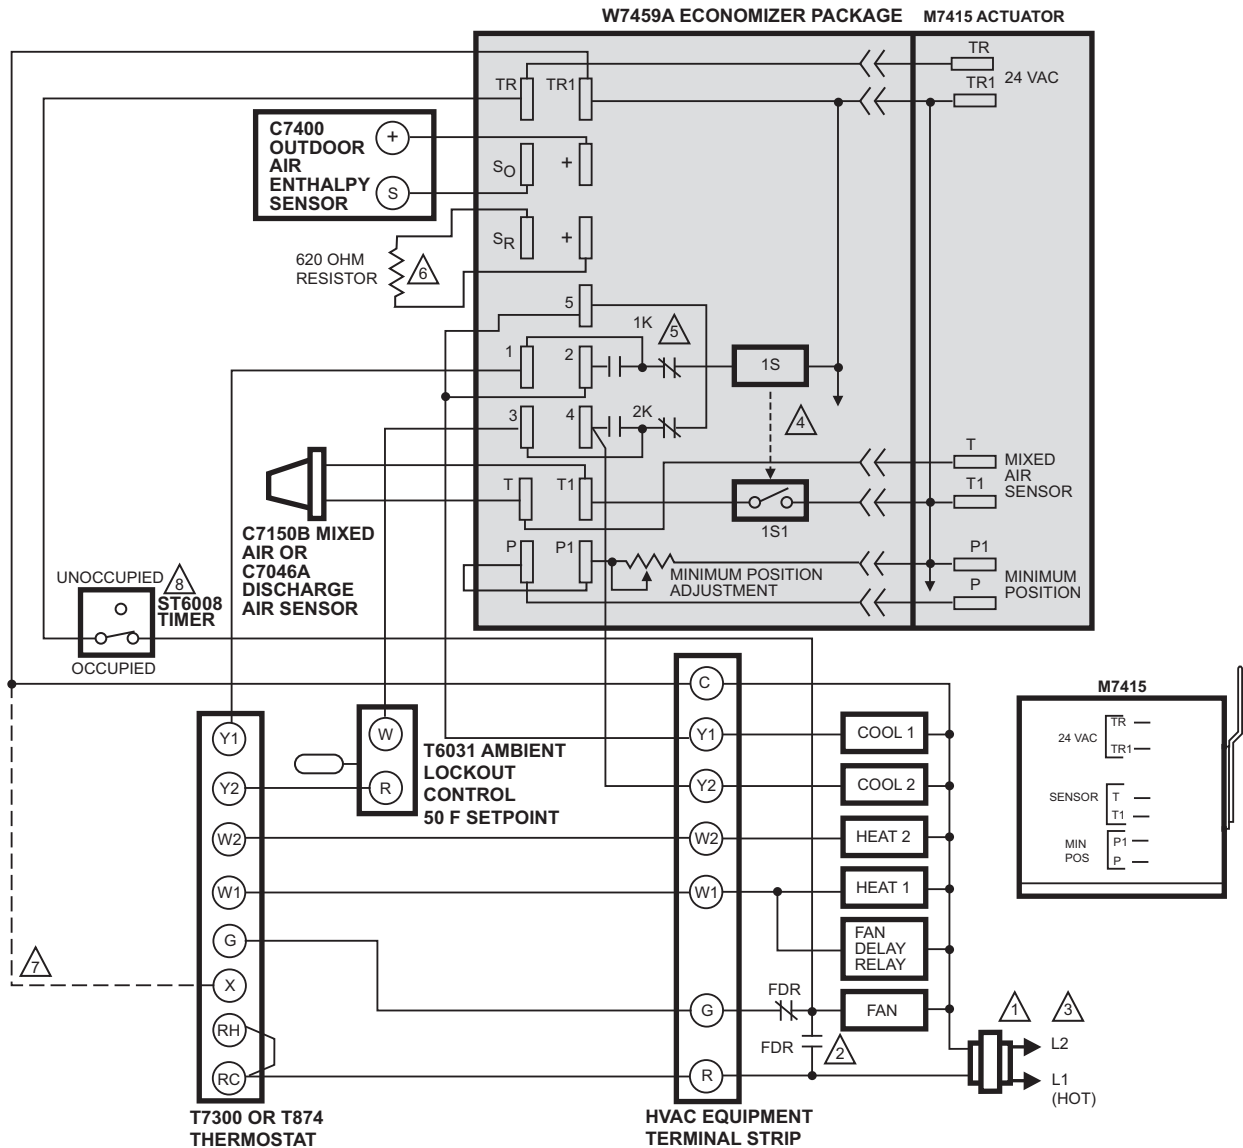 W7459A ECONOMIZER PACKAGE M7415 ACTUATOR
TR TR1
TR
24 VAC
TR1
C7400
OUTDOOR
AIR
ENTHALPY
SENSOR
+
S
SO +
SR +
620 OHM
RESISTOR
6
5
1K
5
1 2
1S
3 4
2K
4
T T1
1S1
T
MIXED
AIR
SENSOR
T1
C7150B MIXED
AIR OR
C7046A
DISCHARGE
AIR SENSOR
P P1
MINIMUM POSITION
ADJUSTMENT
P1
MINIMUM
POSITION
P
UNOCCUPIED
8
ST6008
TIMER
OCCUPIED
Y1
Y2
W2
W1
G
X
RH
RC
7
T7300 OR T874
THERMOSTAT
W
R
T6031 AMBIENT
LOCKOUT
CONTROL
50 F SETPOINT
C
Y1
Y2
W2
W1
G
R
HVAC EQUIPMENT
TERMINAL STRIP
COOL 1
COOL 2
HEAT 2
HEAT 1
FAN
DELAY
RELAY
FDR
FAN
FDR
2
1
3
L2
L1
(HOT)
M7415
24 VAC
TR
TR1
SENSOR
T
T1
MIN
POS
P1
P